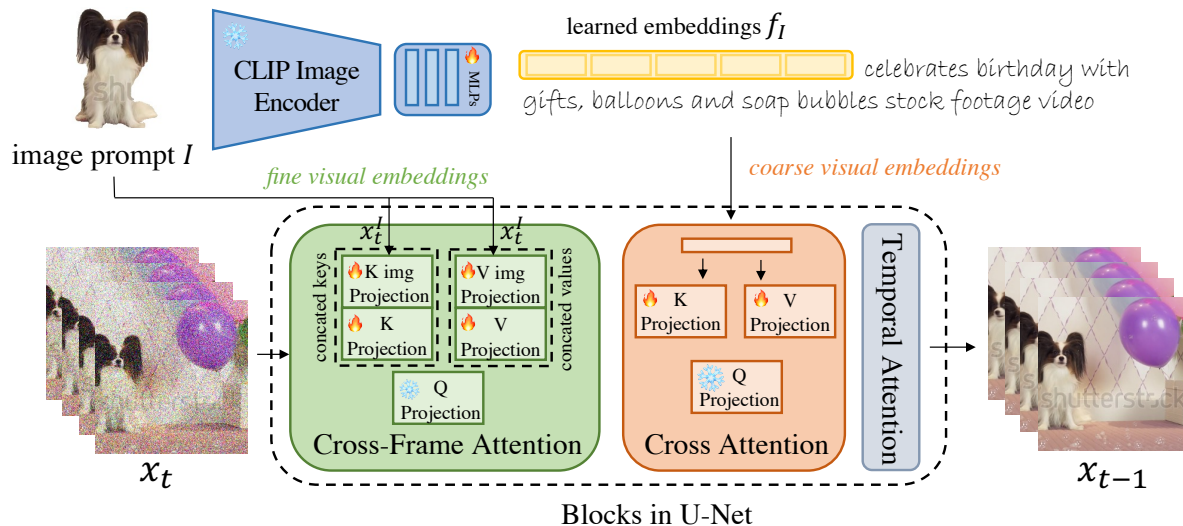 learned embeddings f_I
CLIP Image
Encoder
MLPs
celebrates birthday with
gifts, balloons and soap bubbles stock footage video
image prompt I
fine visual embeddings
coarse visual embeddings
x_t^I
x_t^I
concated keys
K img
Projection
K
Projection
V img
Projection
V
Projection
concated values
Q
Projection
Cross-Frame Attention
K
Projection
V
Projection
Q
Projection
Cross Attention
Temporal Attention
shutterstock
x_t
x_{t-1}
Blocks in U-Net